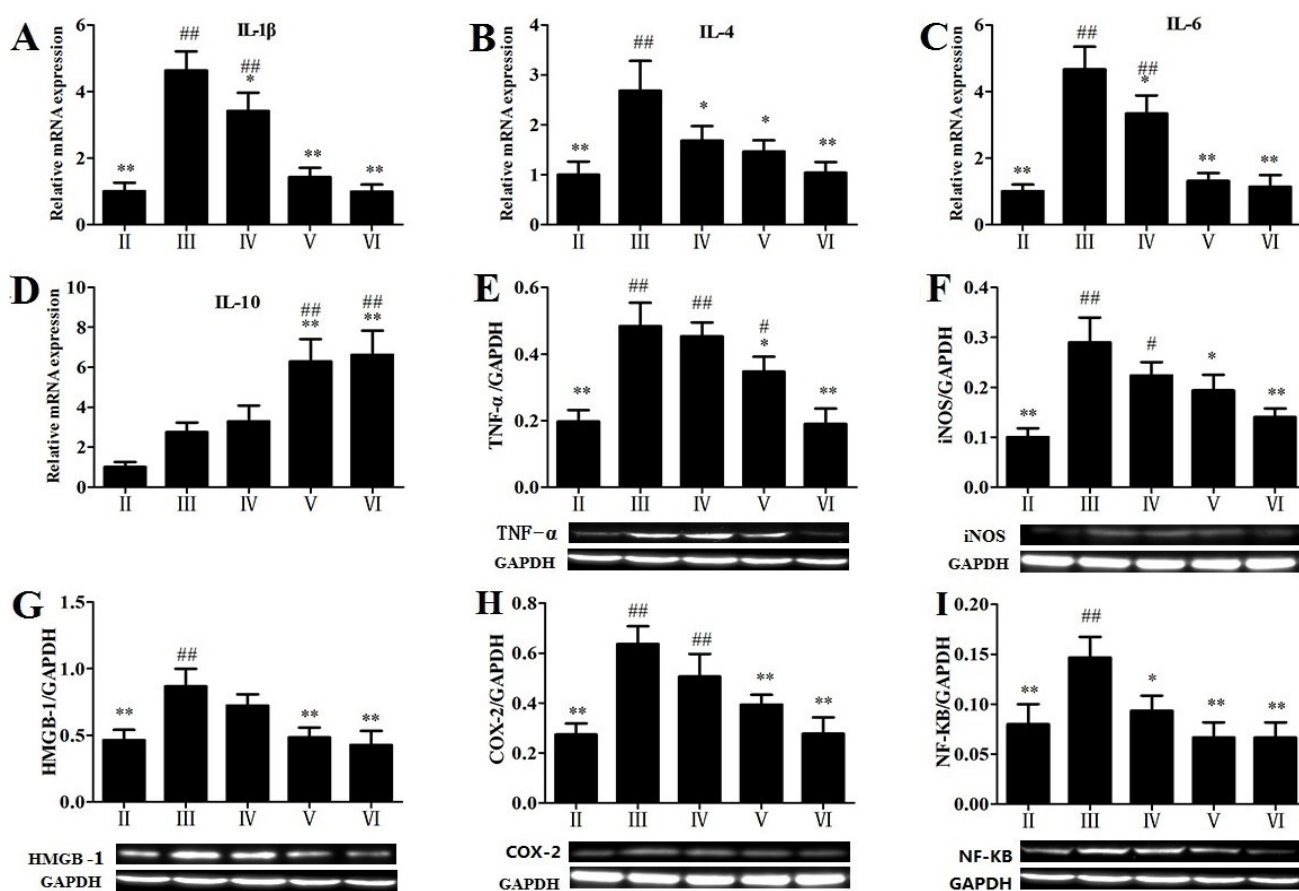 A
IL-1β
Relative mRNA expression
6
4
2
0
**
##
##
*
**
**
II III IV V VI
B
IL-4
Relative mRNA expression
4
3
2
1
0
**
##
*
*
**
II III IV V VI
C
IL-6
Relative mRNA expression
6
4
2
0
**
##
##
*
**
**
II III IV V VI
D
IL-10
Relative mRNA expression
10
8
6
4
2
0
##
**
##
**
II III IV V VI
E
TNF-α/GAPDH
0.6
0.4
0.2
0.0
**
##
##
#
*
**
II III IV V VI
TNF-α
GAPDH
F
iNOS/GAPDH
0.4
0.3
0.2
0.1
0.0
**
##
#
*
**
II III IV V VI
iNOS
GAPDH
G
HMGB-1/GAPDH
1.5
1.0
0.5
0.0
**
##
**
**
II III IV V VI
HMGB-1
GAPDH
H
COX-2/GAPDH
0.8
0.6
0.4
0.2
0.0
**
##
##
**
**
II III IV V VI
COX-2
GAPDH
I
NF-KB/GAPDH
0.20
0.15
0.10
0.05
0.00
**
##
*
**
**
II III IV V VI
NF-KB
GAPDH